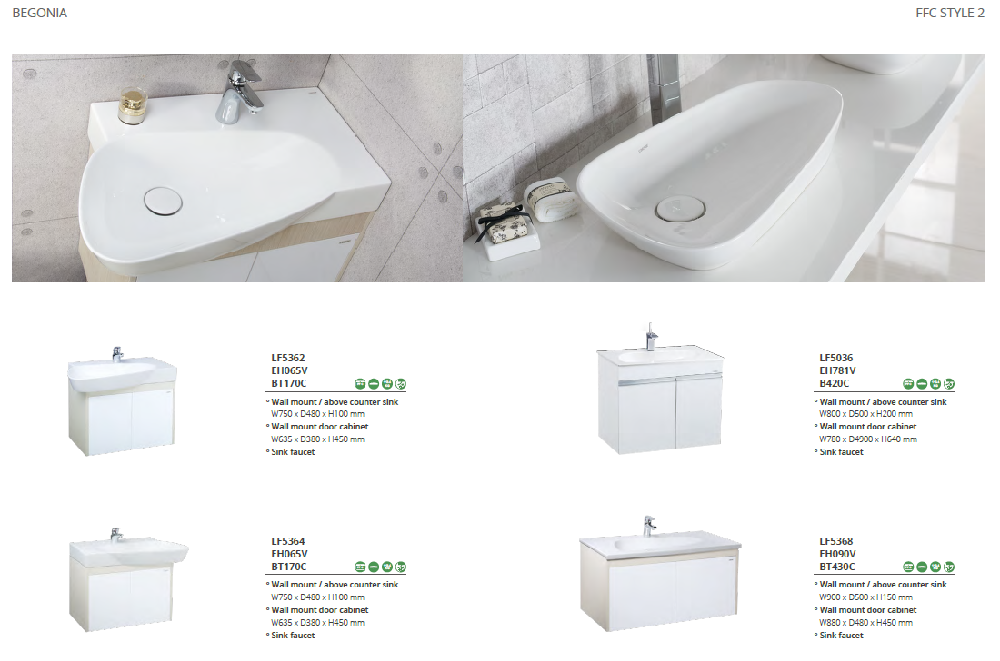 BEGONIA
FFC STYLE 2
LF5362
EH065V
BT170C
° Wall mount / above counter sink
W750 x D480 x H100 mm
° Wall mount door cabinet
W635 x D380 x H450 mm
° Sink faucet
LF5036
EH781V
B420C
° Wall mount / above counter sink
W800 x D500 x H200 mm
° Wall mount door cabinet
W780 x D4900 x H640 mm
° Sink faucet
LF5364
EH065V
BT170C
° Wall mount / above counter sink
W750 x D480 x H100 mm
° Wall mount door cabinet
W635 x D380 x H450 mm
° Sink faucet
LF5368
EH090V
BT430C
° Wall mount / above counter sink
W900 x D500 x H150 mm
° Wall mount door cabinet
W880 x D480 x H450 mm
° Sink faucet